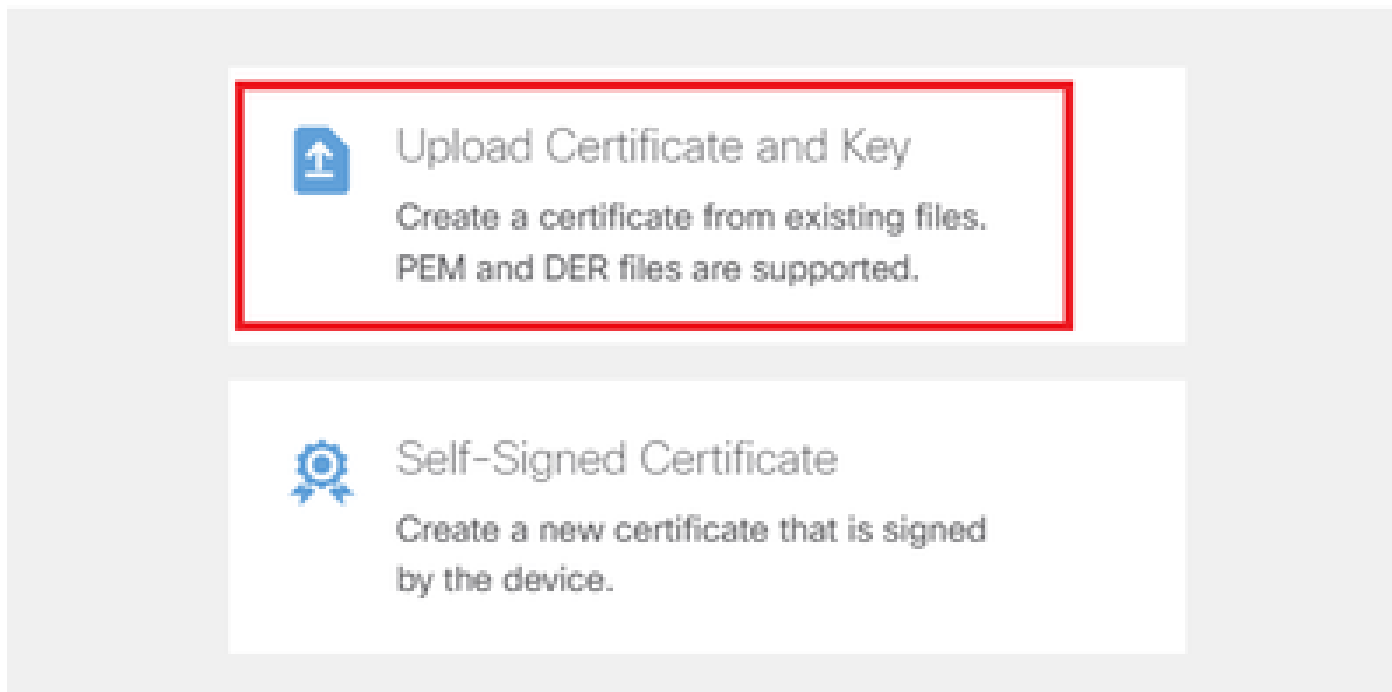 Upload Certificate and Key
Create a certificate from existing files.
PEM and DER files are supported.
Self-Signed Certificate
Create a new certificate that is signed
by the device.